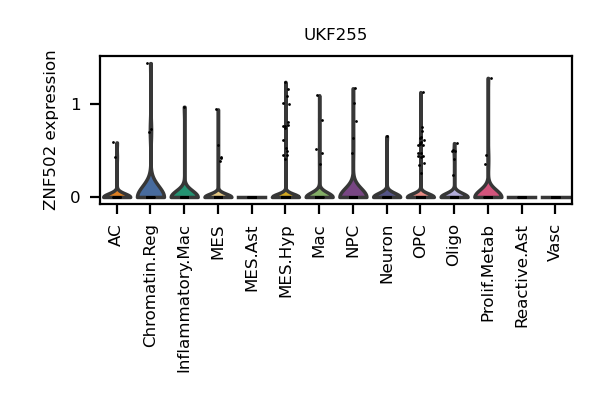 UKF255
ZNF502 expression
1
0
AC
Chromatin.Reg
Inflammatory.Mac
MES
MES.Ast
MES.Hyp
Mac
NPC
Neuron
OPC
Oligo
Prolif.Metab
Reactive.Ast
Vasc